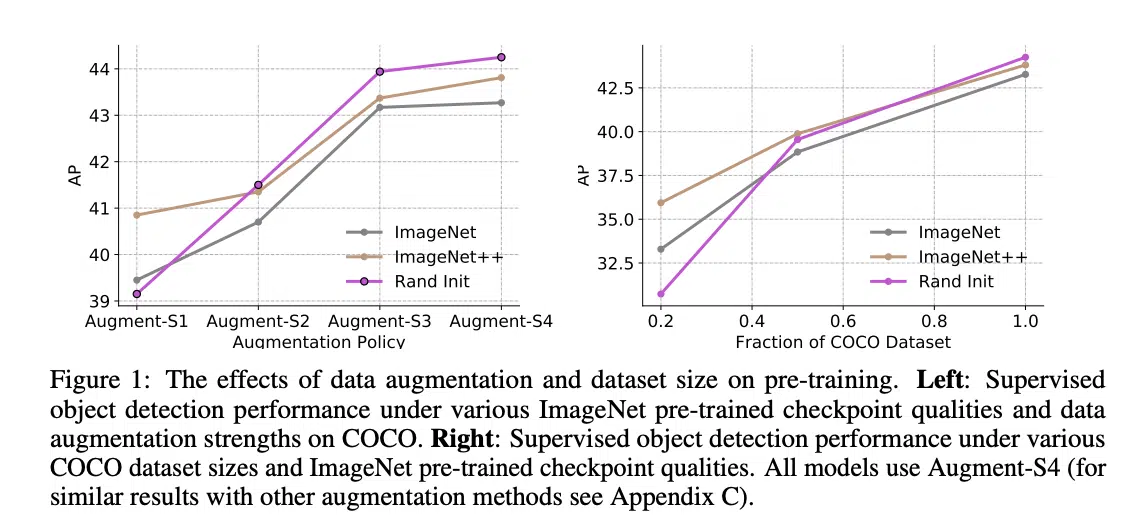 44
43
42
41
40
39
AP
ImageNet
ImageNet++
Rand Init
Augment-S1 Augment-S2 Augment-S3 Augment-S4
Augmentation Policy
42.5
40.0
37.5
35.0
32.5
AP
ImageNet
ImageNet++
Rand Init
0.2 0.4 0.6 0.8 1.0
Fraction of COCO Dataset
Figure 1: The effects of data augmentation and dataset size on pre-training. Left: Supervised
object detection performance under various ImageNet pre-trained checkpoint qualities and data
augmentation strengths on COCO. Right: Supervised object detection performance under various
COCO dataset sizes and ImageNet pre-trained checkpoint qualities. All models use Augment-S4 (for
similar results with other augmentation methods see Appendix C).